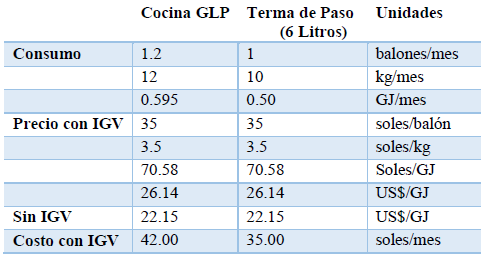 Cocina GLP Terma de Paso Unidades
(6 Litros)
Consumo 1.2 1 balones/mes
12 10 kg/mes
0.595 0.50 GJ/mes
Precio con IGV 35 35 soles/balón
3.5 3.5 soles/kg
70.58 70.58 Soles/GJ
26.14 26.14 US$/GJ
Sin IGV 22.15 22.15 US$/GJ
Costo con IGV 42.00 35.00 soles/mes